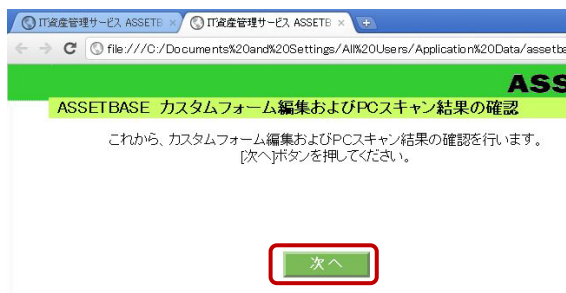 IT資産管理サービス ASSETB
IT資産管理サービス ASSETB
file:///C:/Documents%20and%20Settings/All%20Users/Application%20Data/assetba
ASS
ASSETBASE カスタムフォーム編集およびPCスキャン結果の確認
これから、カスタムフォーム編集およびPCスキャン結果の確認を行います。
[次へ]ボタンを押してください。
次へ